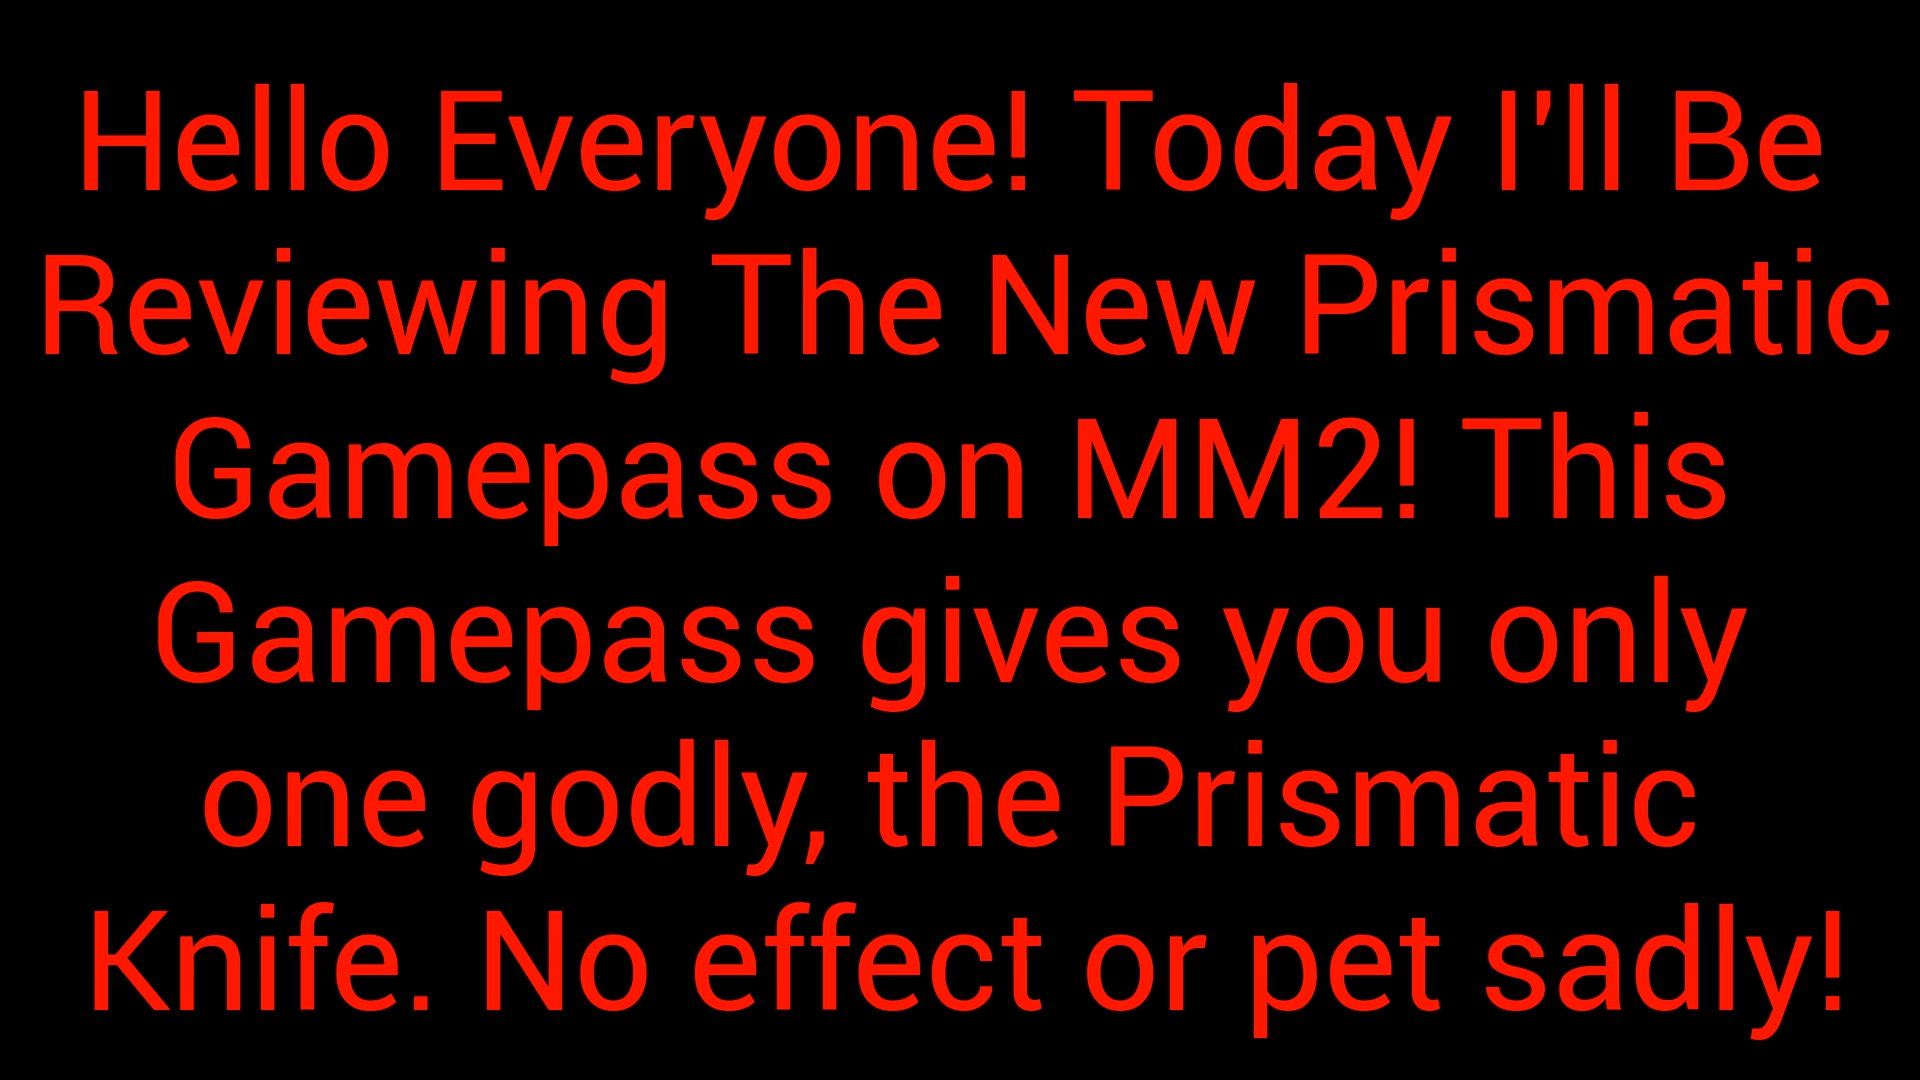 Hello Everyone! Today I'll Be
Reviewing The New Prismatic
Gamepass on MM2! This
Gamepass gives you only
one godly, the Prismatic
Knife. No effect or pet sadly!